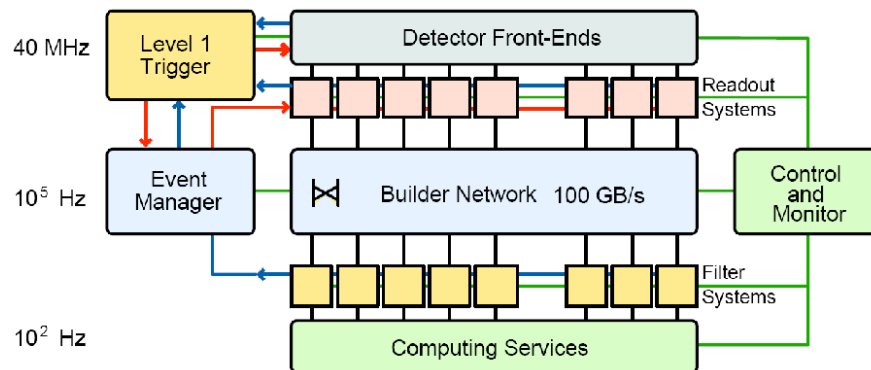 40 MHz
Level 1
Trigger
Detector Front-Ends
Readout
Systems
10⁵ Hz
Event
Manager
Builder Network 100 GB/s
Control
and
Monitor
Filter
Systems
10² Hz
Computing Services